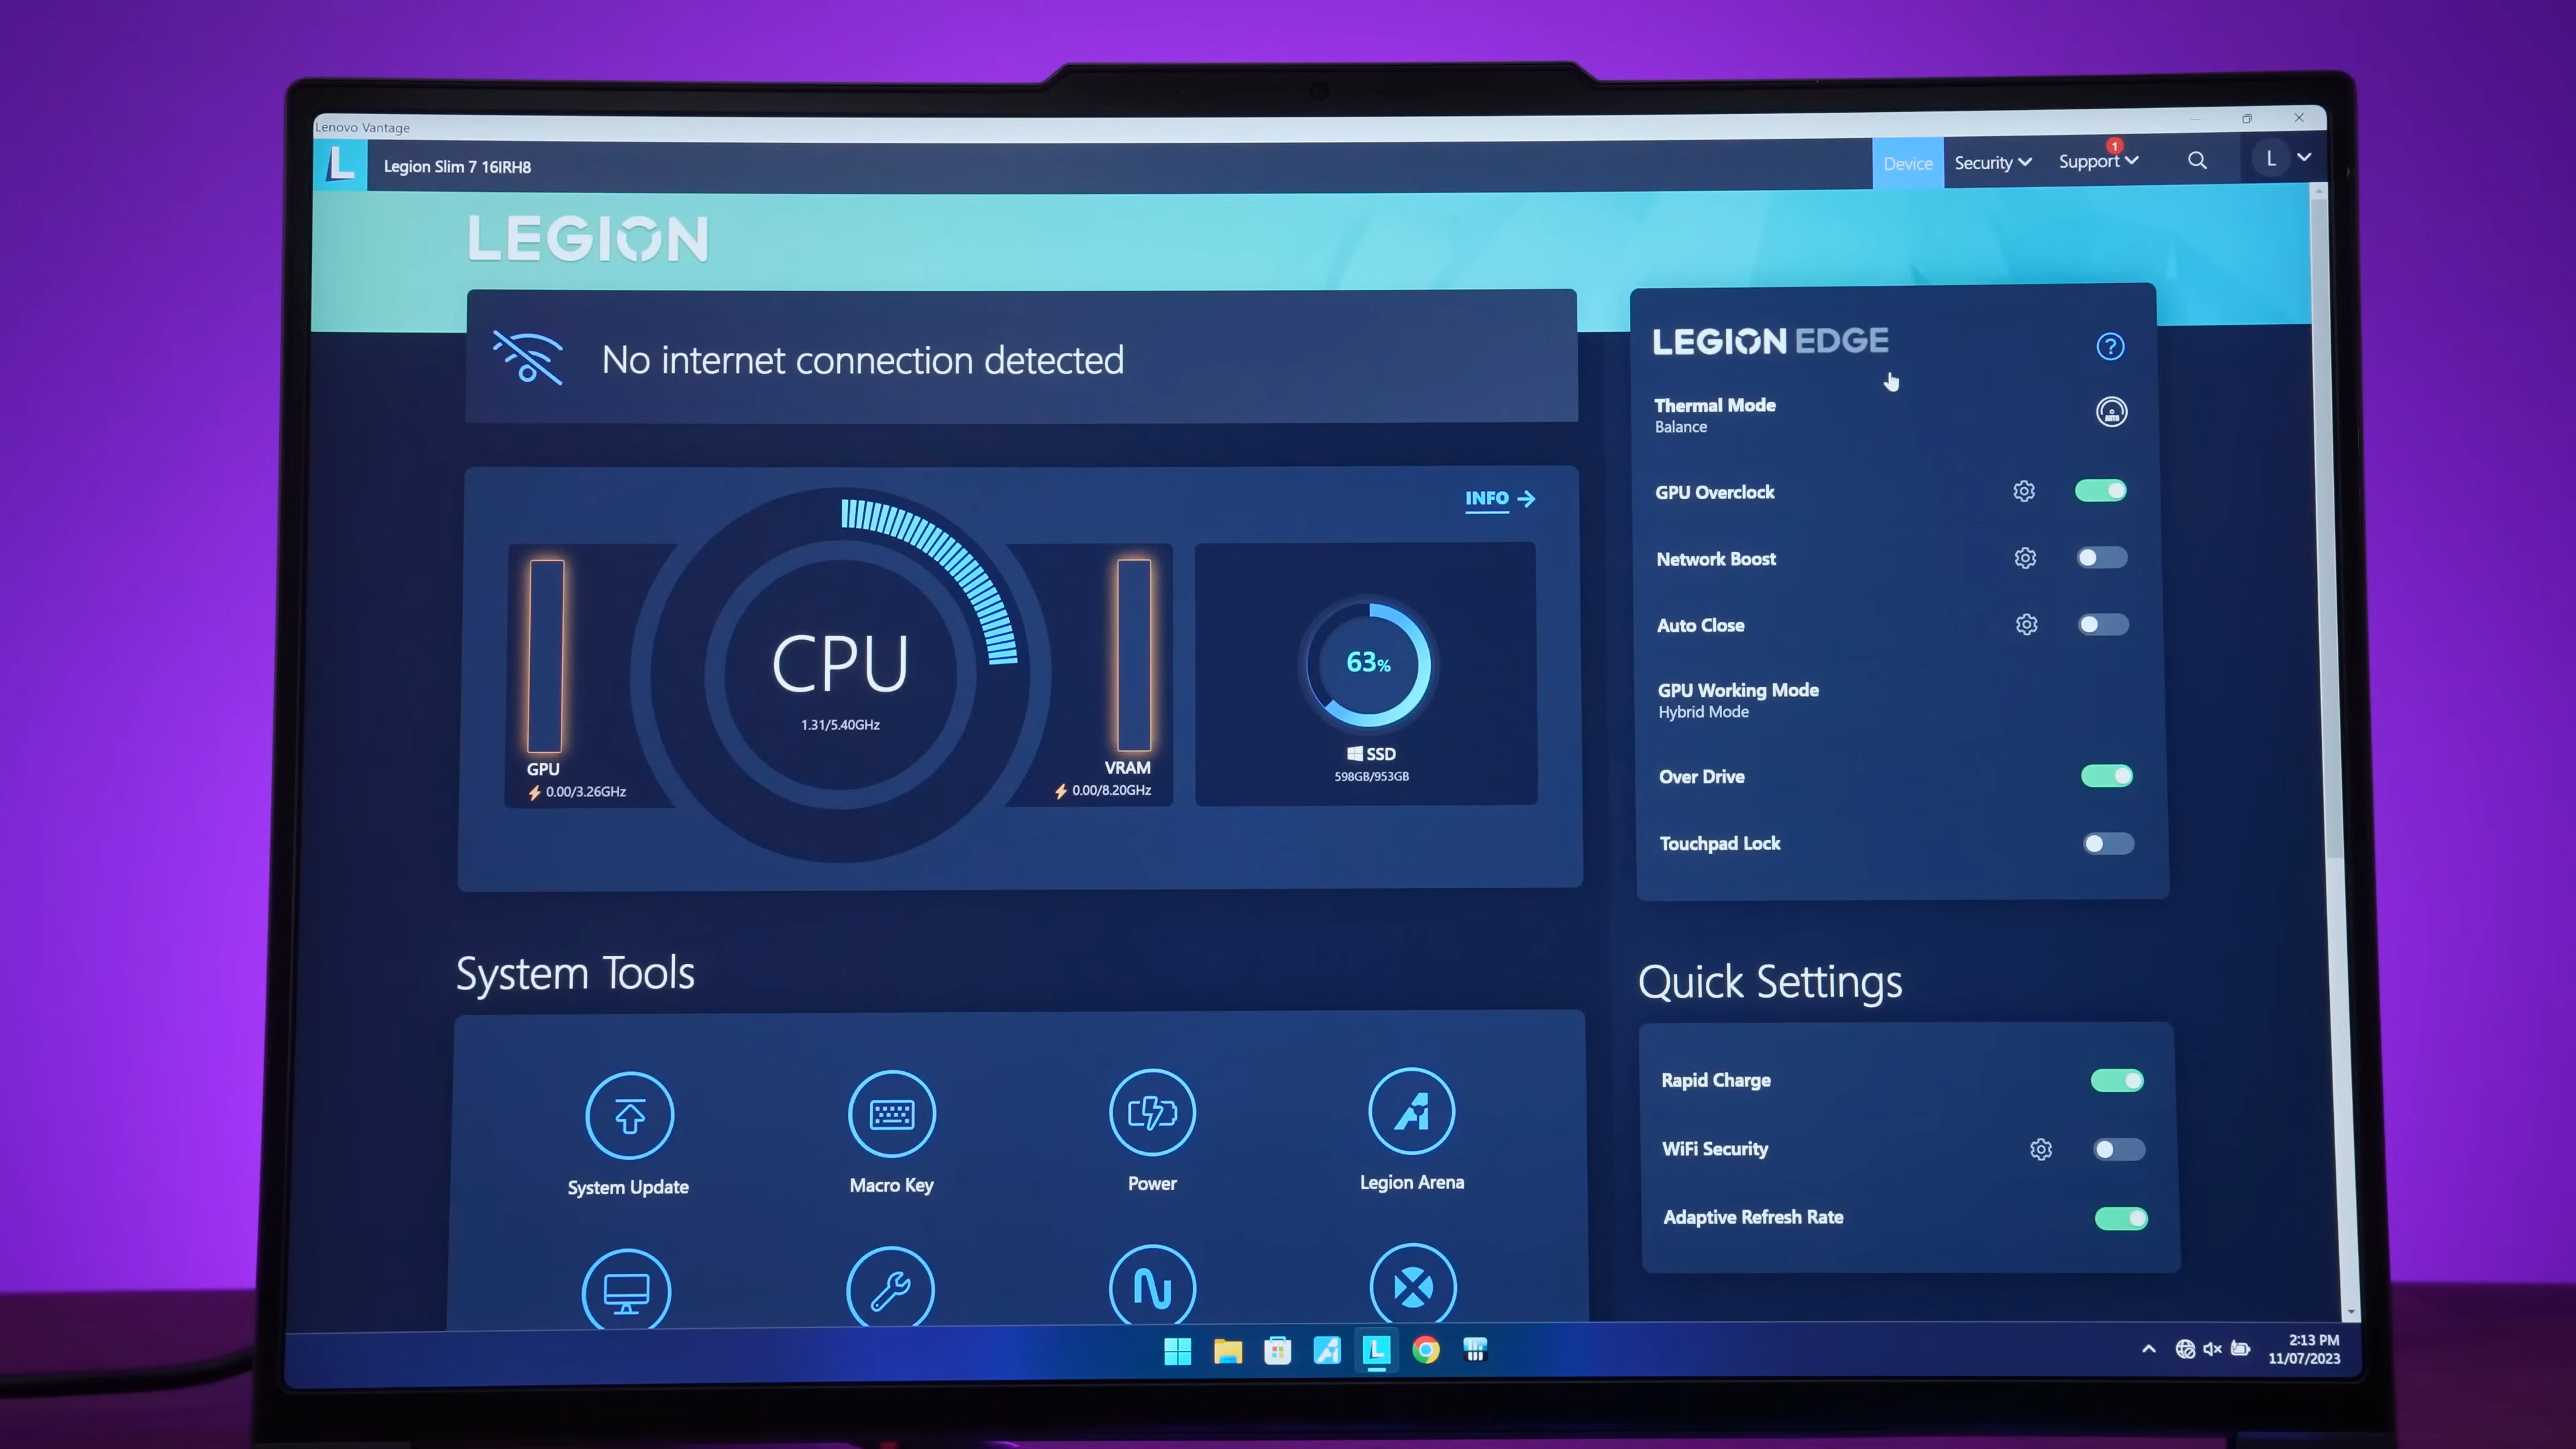 Lenovo Vantage
L
Legion Slim 7 16IRH8
Device
Security
Support
1
L
LEGION
No internet connection detected
INFO
CPU
1.31/5.40GHz
GPU
0.00/3.26GHz
VRAM
0.00/8.20GHz
63%
SSD
598GB/953GB
LEGION EDGE
?
Thermal Mode
Balance
AUTO
GPU Overclock
Network Boost
Auto Close
GPU Working Mode
Hybrid Mode
Over Drive
Touchpad Lock
System Tools
System Update
Macro Key
Power
Legion Arena
Quick Settings
Rapid Charge
WiFi Security
Adaptive Refresh Rate
L
2:13 PM
11/07/2023